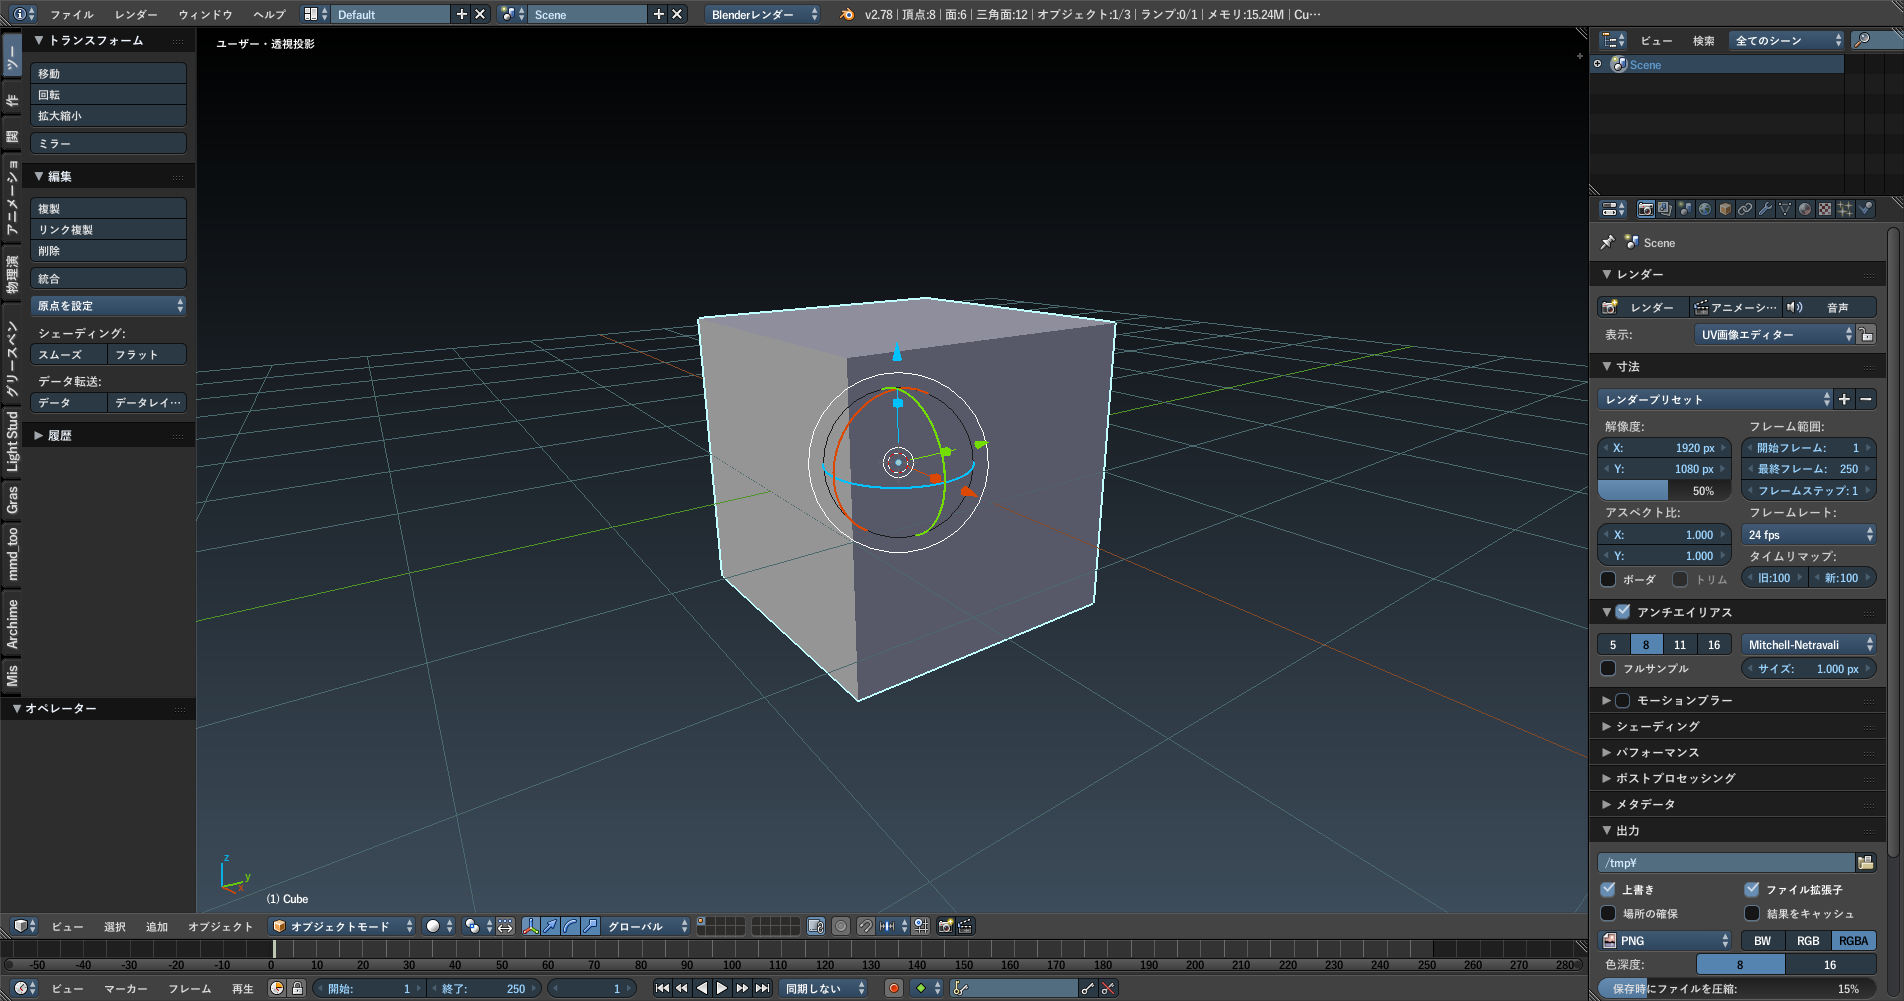 ファイル レンダー ウィンドウ ヘルプ Default Scene Blenderレンダー v2.78 | 頂点:8 | 面:6 | 三角面:12 | オブジェクト:1/3 | ランプ:0/1 | メモリ:15.24M | Cu…
ツー
作
関
アニメーショ
物理演
グリースペン
Light Stud
Gras
mmd_too
Archime
Mis
トランスフォーム
移動
回転
拡大縮小
ミラー
編集
複製
リンク複製
削除
統合
原点を設定
シェーディング:
スムーズ フラット
データ転送:
データ データレイ…
履歴
オペレーター
ユーザー・透視投影
z
y
x
(1) Cube
ビュー 選択 追加 オブジェクト オブジェクトモード グローバル
-50 -40 -30 -20 -10 0 10 20 30 40 50 60 70 80 90 100 110 120 130 140 150 160 170 180 190 200 210 220 230 240 250 260 270 280
ビュー マーカー フレーム 再生 開始: 1 終了: 250 1 同期しない
ビュー 検索 全てのシーン
Scene
Scene
レンダー
レンダー アニメーシ… 音声
表示: UV画像エディター
寸法
レンダープリセット
解像度: フレーム範囲:
X: 1920 px 開始フレーム: 1
Y: 1080 px 最終フレーム: 250
50% フレームステップ: 1
アスペクト比: フレームレート:
X: 1.000 24 fps
Y: 1.000 タイムリマップ:
ボーダ トリム 旧:100 新:100
アンチエイリアス
5 8 11 16 Mitchell-Netravali
フルサンプル サイズ: 1.000 px
モーションブラー
シェーディング
パフォーマンス
ポストプロセッシング
メタデータ
出力
/tmp¥
上書き ファイル拡張子
場所の確保 結果をキャッシュ
PNG BW RGB RGBA
色深度: 8 16
保存時にファイルを圧縮: 15%